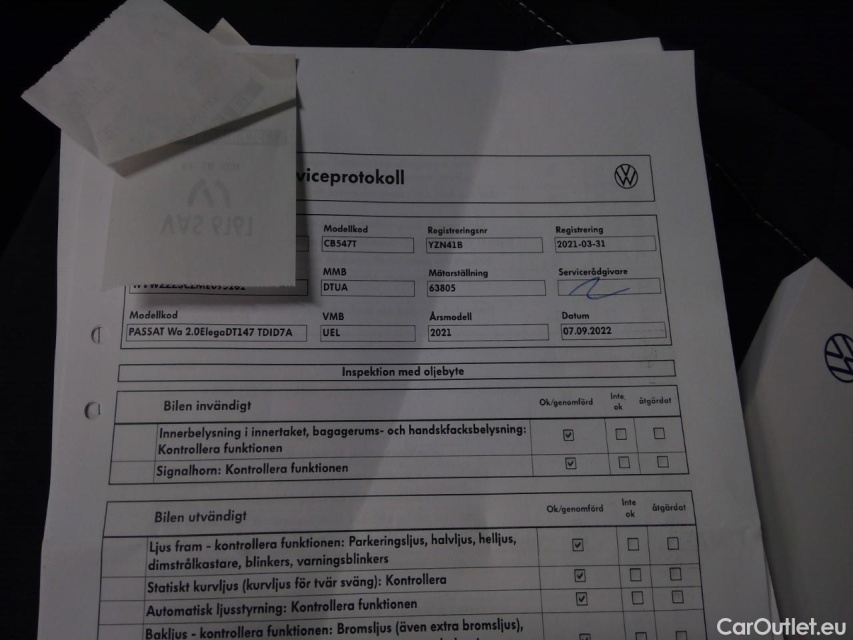 viceprotokoll
Modellkod
Registreringsnr
Registrering
CB547T
YZN41B
2021-03-31
MMB
Mätarställning
Servicerådgivare
DTUA
63805
Modellkod
VMB
Årsmodell
Datum
PASSAT Wa 2.0ElegoDT147 TDID7A
UEL
2021
07.09.2022
Inspektion med oljebyte
Bilen invändigt
Ok/genomförd
Inte ok
åtgärdat
Innerbelysning i innertaket, bagagerums- och handskfacksbelysning:
Kontrollera funktionen
Signalhorn: Kontrollera funktionen
Bilen utvändigt
Ok/genomförd
Inte ok
åtgärdat
Ljus fram - kontrollera funktionen: Parkeringsljus, halvljus, helljus,
dimstrålkastare, blinkers, varningsblinkers
Statiskt kurvljus (kurvljus för tvär sväng): Kontrollera
Automatisk ljusstyrning: Kontrollera funktionen
Bakljus - kontrollera funktionen: Bromsljus (även extra bromsljus),
CarOutlet.eu